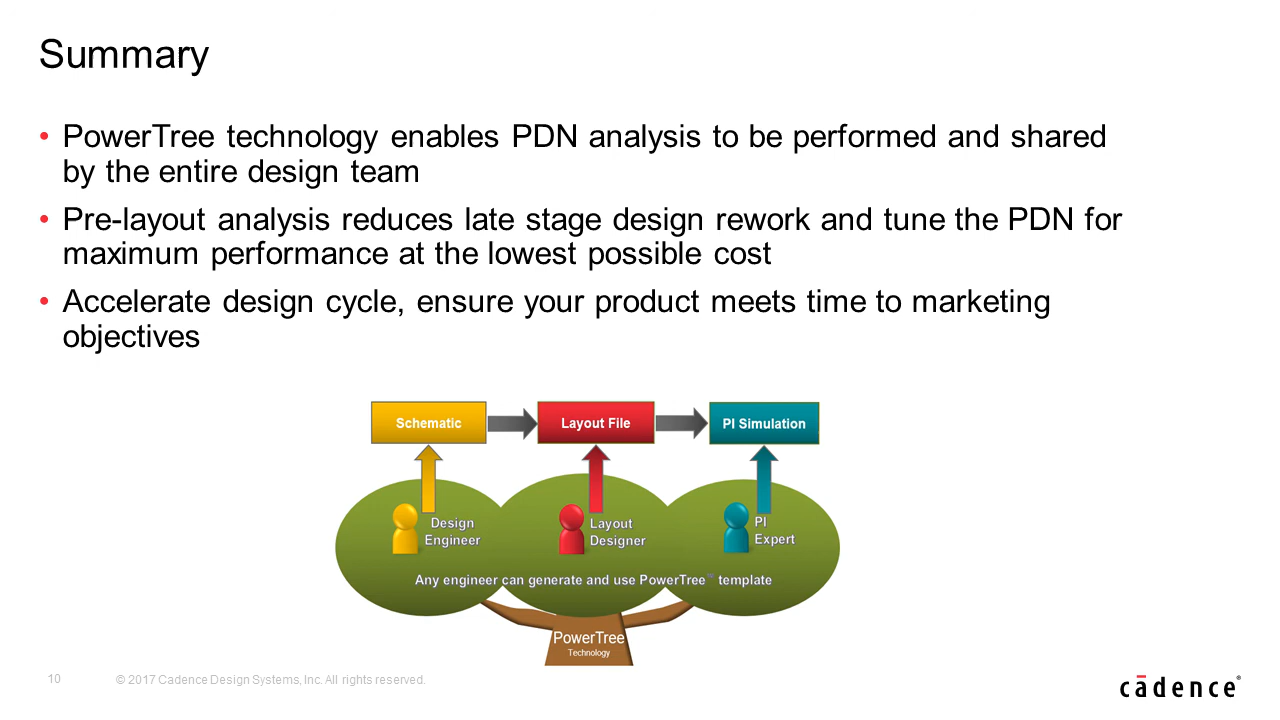 Summary
• PowerTree technology enables PDN analysis to be performed and shared
by the entire design team
• Pre-layout analysis reduces late stage design rework and tune the PDN for
maximum performance at the lowest possible cost
• Accelerate design cycle, ensure your product meets time to marketing
objectives
Schematic
Layout File
PI Simulation
Design
Engineer
Layout
Designer
PI
Expert
Any engineer can generate and use PowerTree™ template
PowerTree
Technology
10
© 2017 Cadence Design Systems, Inc. All rights reserved.
cādence®